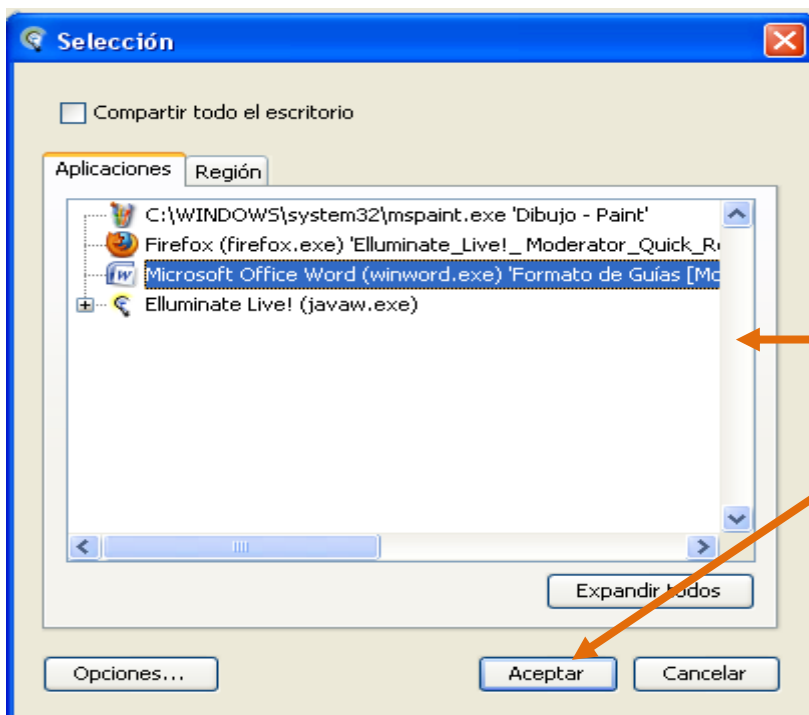 Selección
Compartir todo el escritorio
Aplicaciones Región
C:\WINDOWS\system32\mspaint.exe 'Dibujo - Paint'
Firefox (firefox.exe) 'Elluminate_Live!_ Moderator_Quick_R
Microsoft Office Word (winword.exe) 'Formato de Guías [Mo
Elluminate Live! (javaw.exe)
Expandir todos
Opciones... Aceptar Cancelar